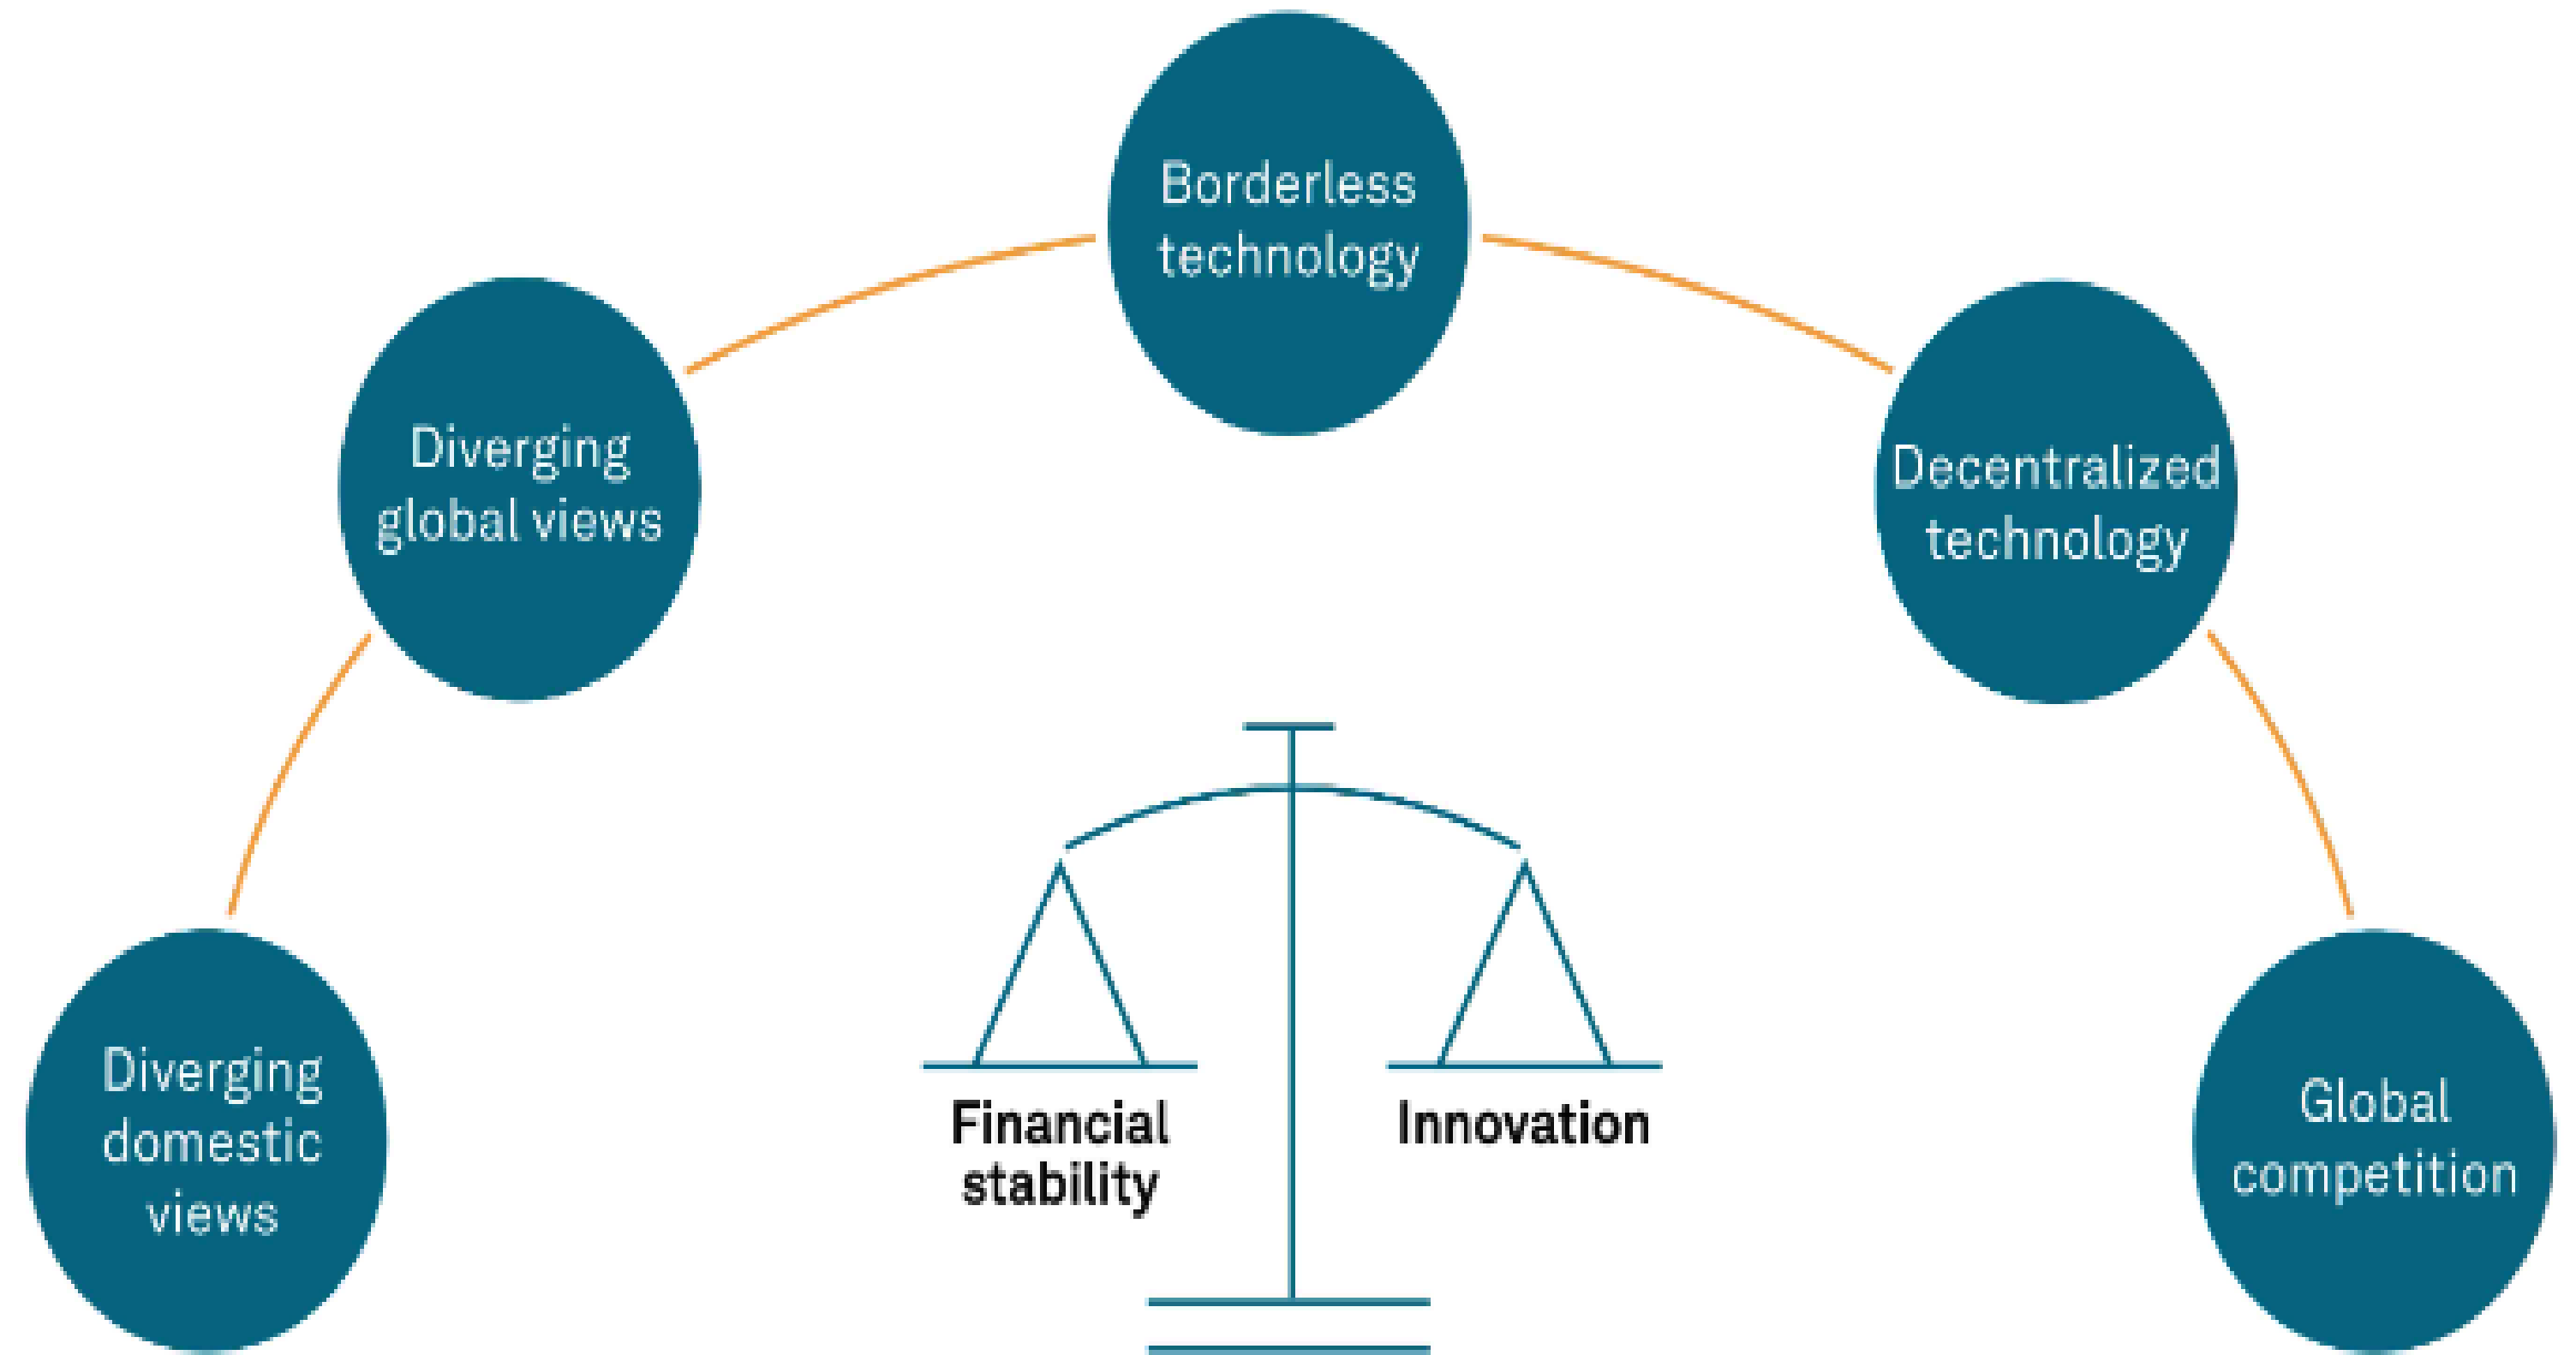 Borderless
technology
Diverging
global views
Decentralized
technology
Diverging
domestic
views
Financial
stability
Innovation
Global
competition